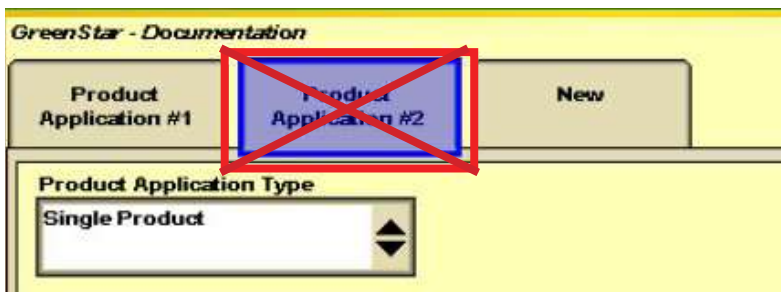 GreenStar - Documentation
Product
Application #1
Product
Application #2
New
Product Application Type
Single Product